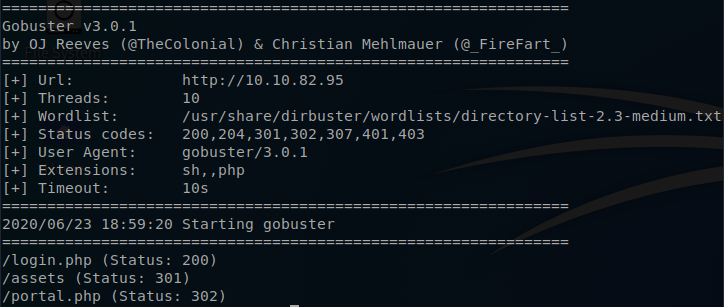 ===============================================================
Gobuster v3.0.1
by OJ Reeves (@TheColonial) & Christian Mehlmauer (@_FireFart_)
===============================================================
[+] Url:            http://10.10.82.95
[+] Threads:        10
[+] Wordlist:       /usr/share/dirbuster/wordlists/directory-list-2.3-medium.txt
[+] Status codes:   200,204,301,302,307,401,403
[+] User Agent:     gobuster/3.0.1
[+] Extensions:     sh,,php
[+] Timeout:        10s
===============================================================
2020/06/23 18:59:20 Starting gobuster
===============================================================
/login.php (Status: 200)
/assets (Status: 301)
/portal.php (Status: 302)